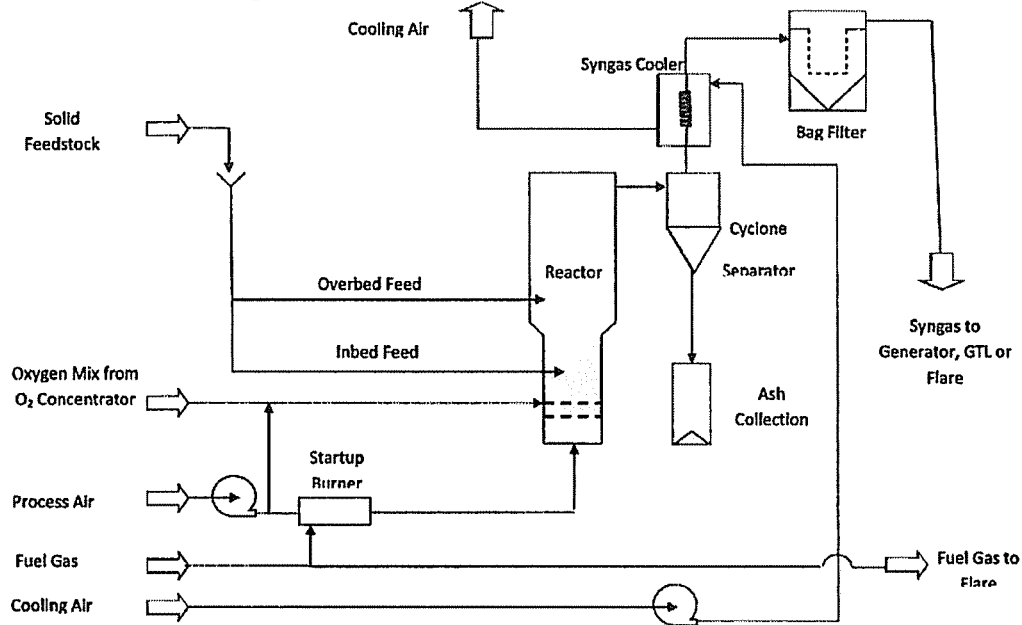 Cooling Air
Syngas Cooler
Bag Filter
Solid
Feedstock
Cyclone
Separator
Reactor
Overbed Feed
Inbed Feed
Syngas to
Generator, GTL or
Flare
Oxygen Mix from
O₂ Concentrator
Ash
Collection
Startup
Burner
Process Air
Fuel Gas
Fuel Gas to
Flare
Cooling Air